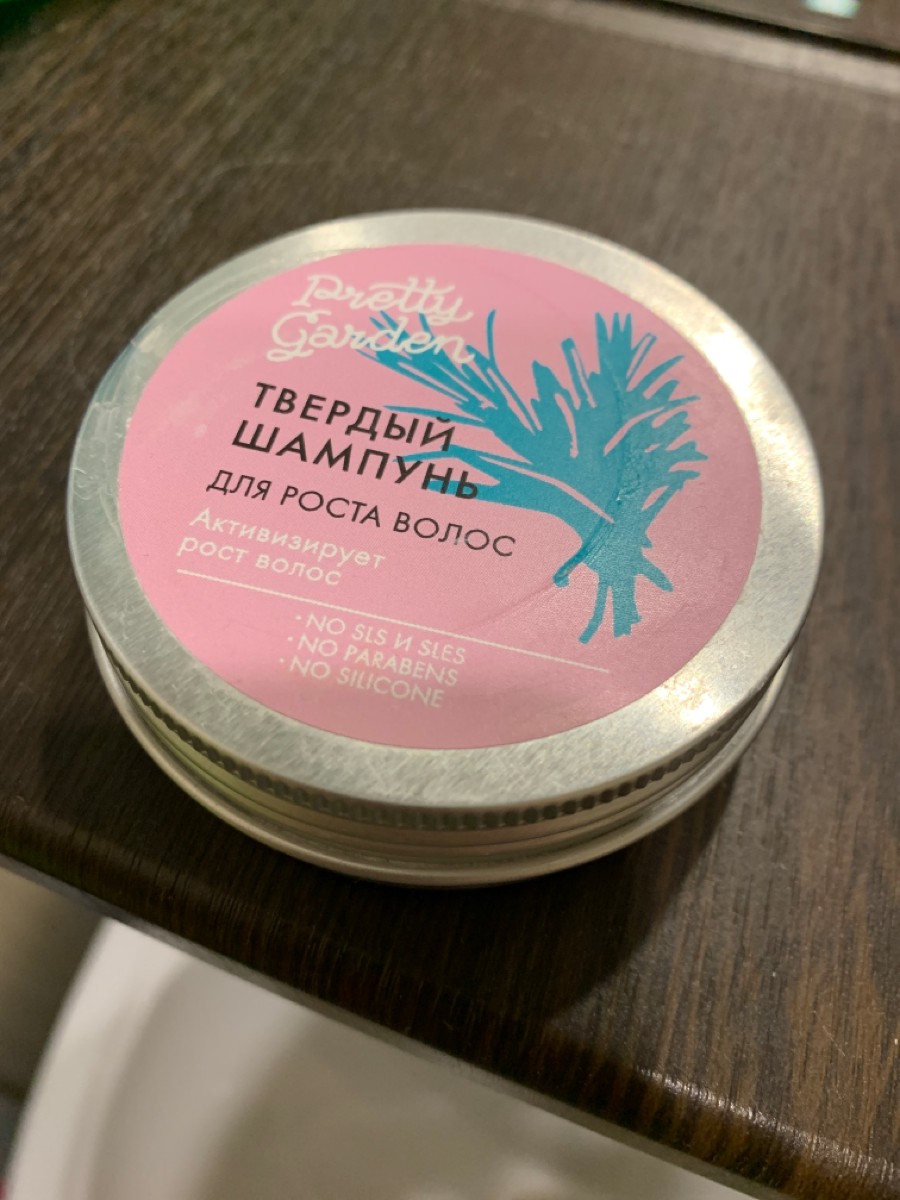 Pretty
Garden
ТВЕРДЫЙ
ШАМПУНЬ
ДЛЯ РОСТА ВОЛОС
Активизирует
рост волос
· NO SLS И SLES
· NO PARABENS
· NO SILICONE